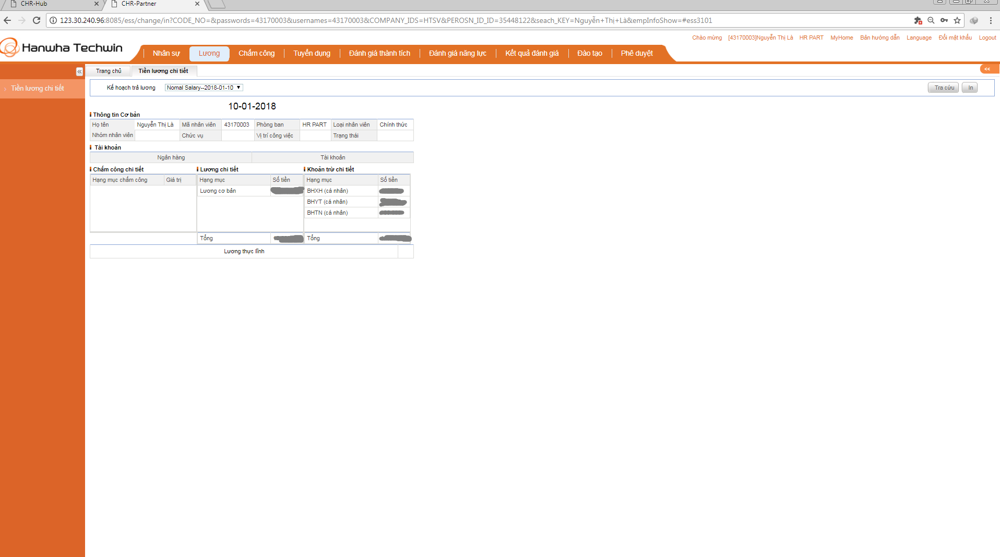 CHR-Hub
CHR-Partner
123.30.240.96:8085/ess/change/in?CODE_NO=&passwords=43170003&usernames=43170003&COMPANY_IDS=HTSV&PEROSN_ID_ID=35448122&seach_KEY=Nguyễn+Thị+Là&empInfoShow=#ess3101
Chào mừng [43170003]Nguyễn Thị Là HR PART MyHome Bản hướng dẫn Language Đổi mật khẩu Logout
Hanwha Techwin
Nhân sự Lương Chấm công Tuyển dụng Đánh giá thành tích Đánh giá năng lực Kết quả đánh giá Đào tạo Phê duyệt
« Trang chủ Tiền lương chi tiết <<
Tiền lương chi tiết
Kế hoạch trả lương Nomal Salary--2018-01-10 Tra cứu In
10-01-2018
Thông tin Cơ bản
Họ tên Nguyễn Thị Là Mã nhân viên 43170003 Phòng ban HR PART Loại nhân viên Chính thức
Nhóm nhân viên Chức vụ Vị trí công việc Trạng thái
Tài khoản
Ngân hàng Tài khoản
Chấm công chi tiết Lương chi tiết Khoản trừ chi tiết
Hạng mục chấm công Giá trị Hạng mục Số tiền Hạng mục Số tiền
Lương cơ bản BHXH (cá nhân)
BHYT (cá nhân)
BHTN (cá nhân)
Tổng Tổng
Lương thực lĩnh